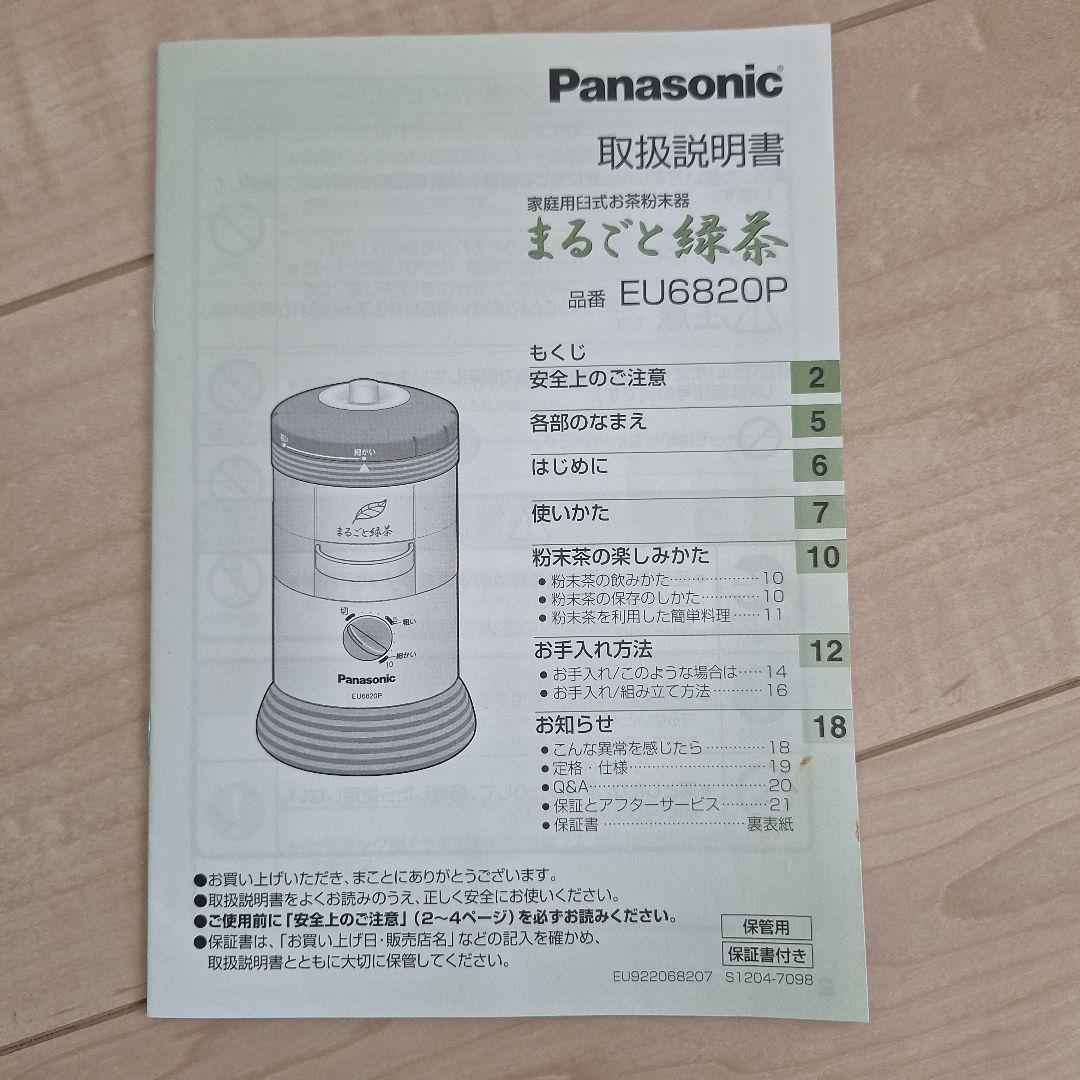 Panasonic®
取扱説明書
家庭用臼式お茶粉末器
まるごと緑茶
品番 EU6820P
もくじ
安全上のご注意 2
各部のなまえ 5
はじめに 6
使いかた 7
粉末茶の楽しみかた 10
●粉末茶の飲みかた………………10
●粉末茶の保存のしかた…………10
●粉末茶を利用した簡単料理……11
お手入れ方法 12
●お手入れ/このような場合は……14
●お手入れ/組み立て方法…………16
お知らせ 18
●こんな異常を感じたら…………18
●定格・仕様………………………19
●Q&A………………………………20
●保証とアフターサービス………21
●保証書……………………………裏表紙
細かい
まるごと緑茶
切
8
粗い
細かい
10
Panasonic
EU6820P
●お買い上げいただき、まことにありがとうございます。
●取扱説明書をよくお読みのうえ、正しく安全にお使いください。
●ご使用前に「安全上のご注意」（2〜4ページ）を必ずお読みください。
●保証書は、「お買い上げ日・販売店名」などの記入を確かめ、
取扱説明書とともに大切に保管してください。
保管用
保証書付き
EU922068207 S1204-7098